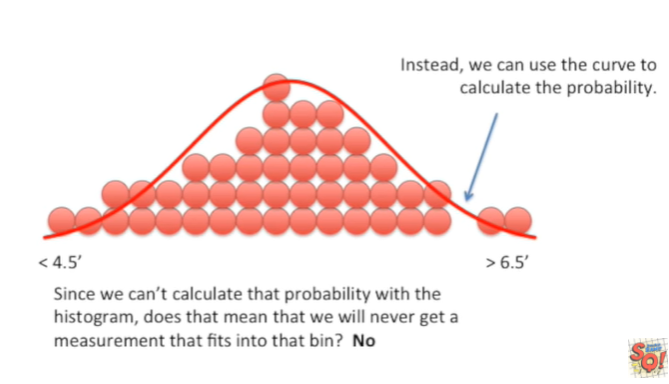 Instead, we can use the curve to
calculate the probability.
< 4.5’
> 6.5’
Since we can’t calculate that probability with the
histogram, does that mean that we will never get a
measurement that fits into that bin? No